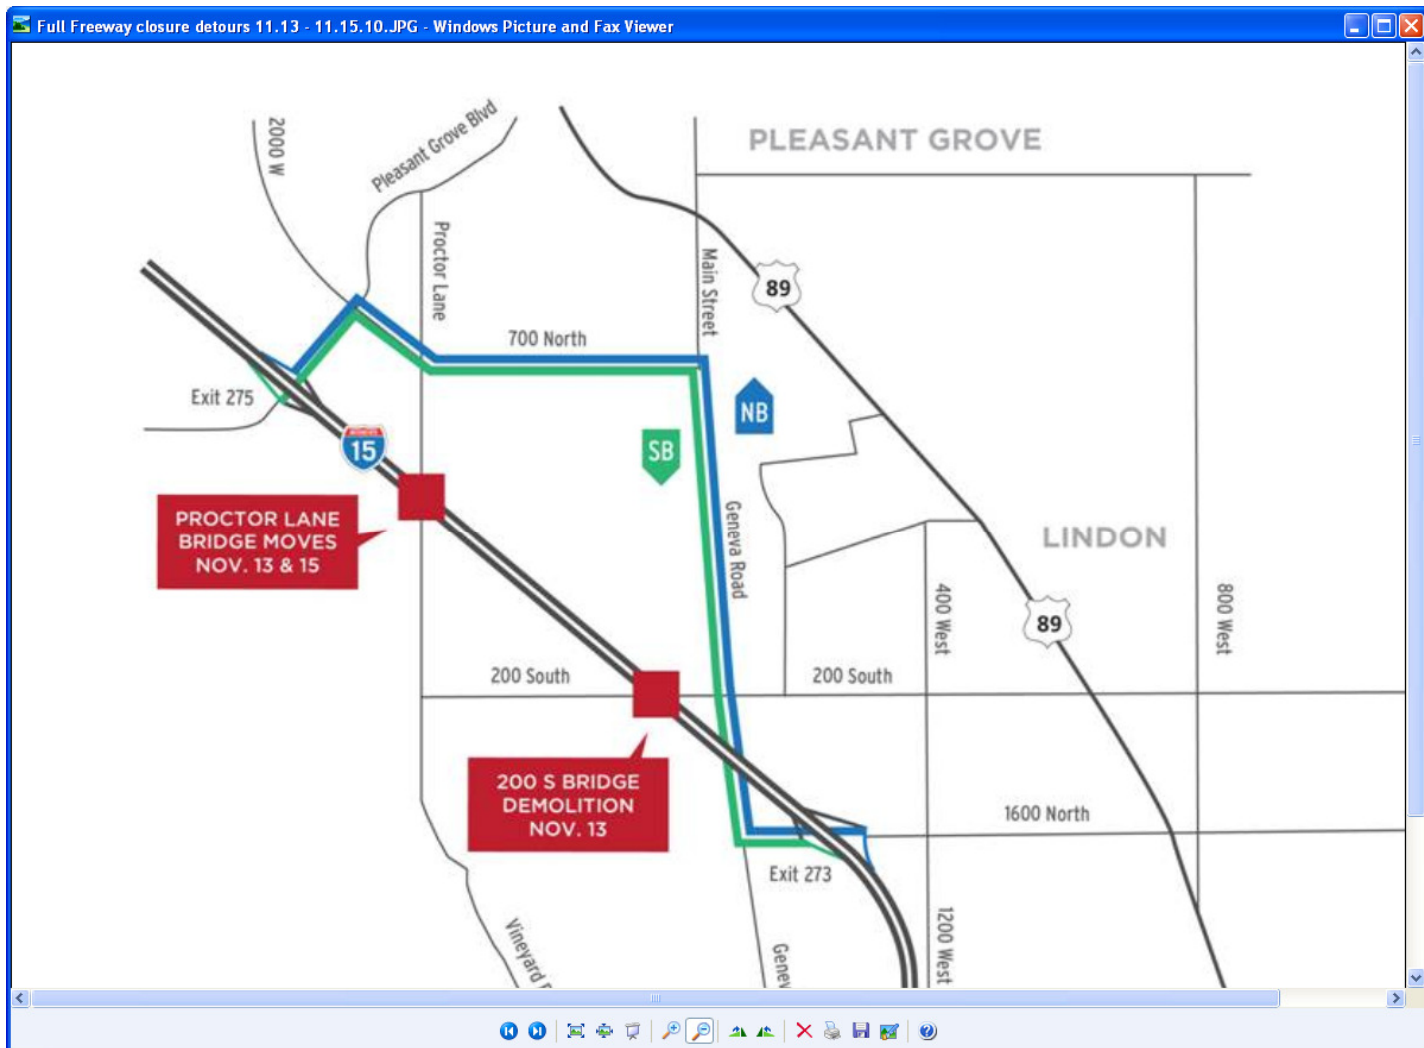 Full Freeway closure detours 11.13 - 11.15.10.JPG - Windows Picture and Fax Viewer
2000 W
Pleasant Grove Blvd
PLEASANT GROVE
Proctor Lane
Main Street
89
700 North
Exit 275
NB
SB
15
PROCTOR LANE
BRIDGE MOVES
NOV. 13 & 15
Geneva Road
LINDON
400 West
800 West
89
200 South
200 South
200 S BRIDGE
DEMOLITION
NOV. 13
1600 North
Exit 273
1200 West
Vineyard
Genev